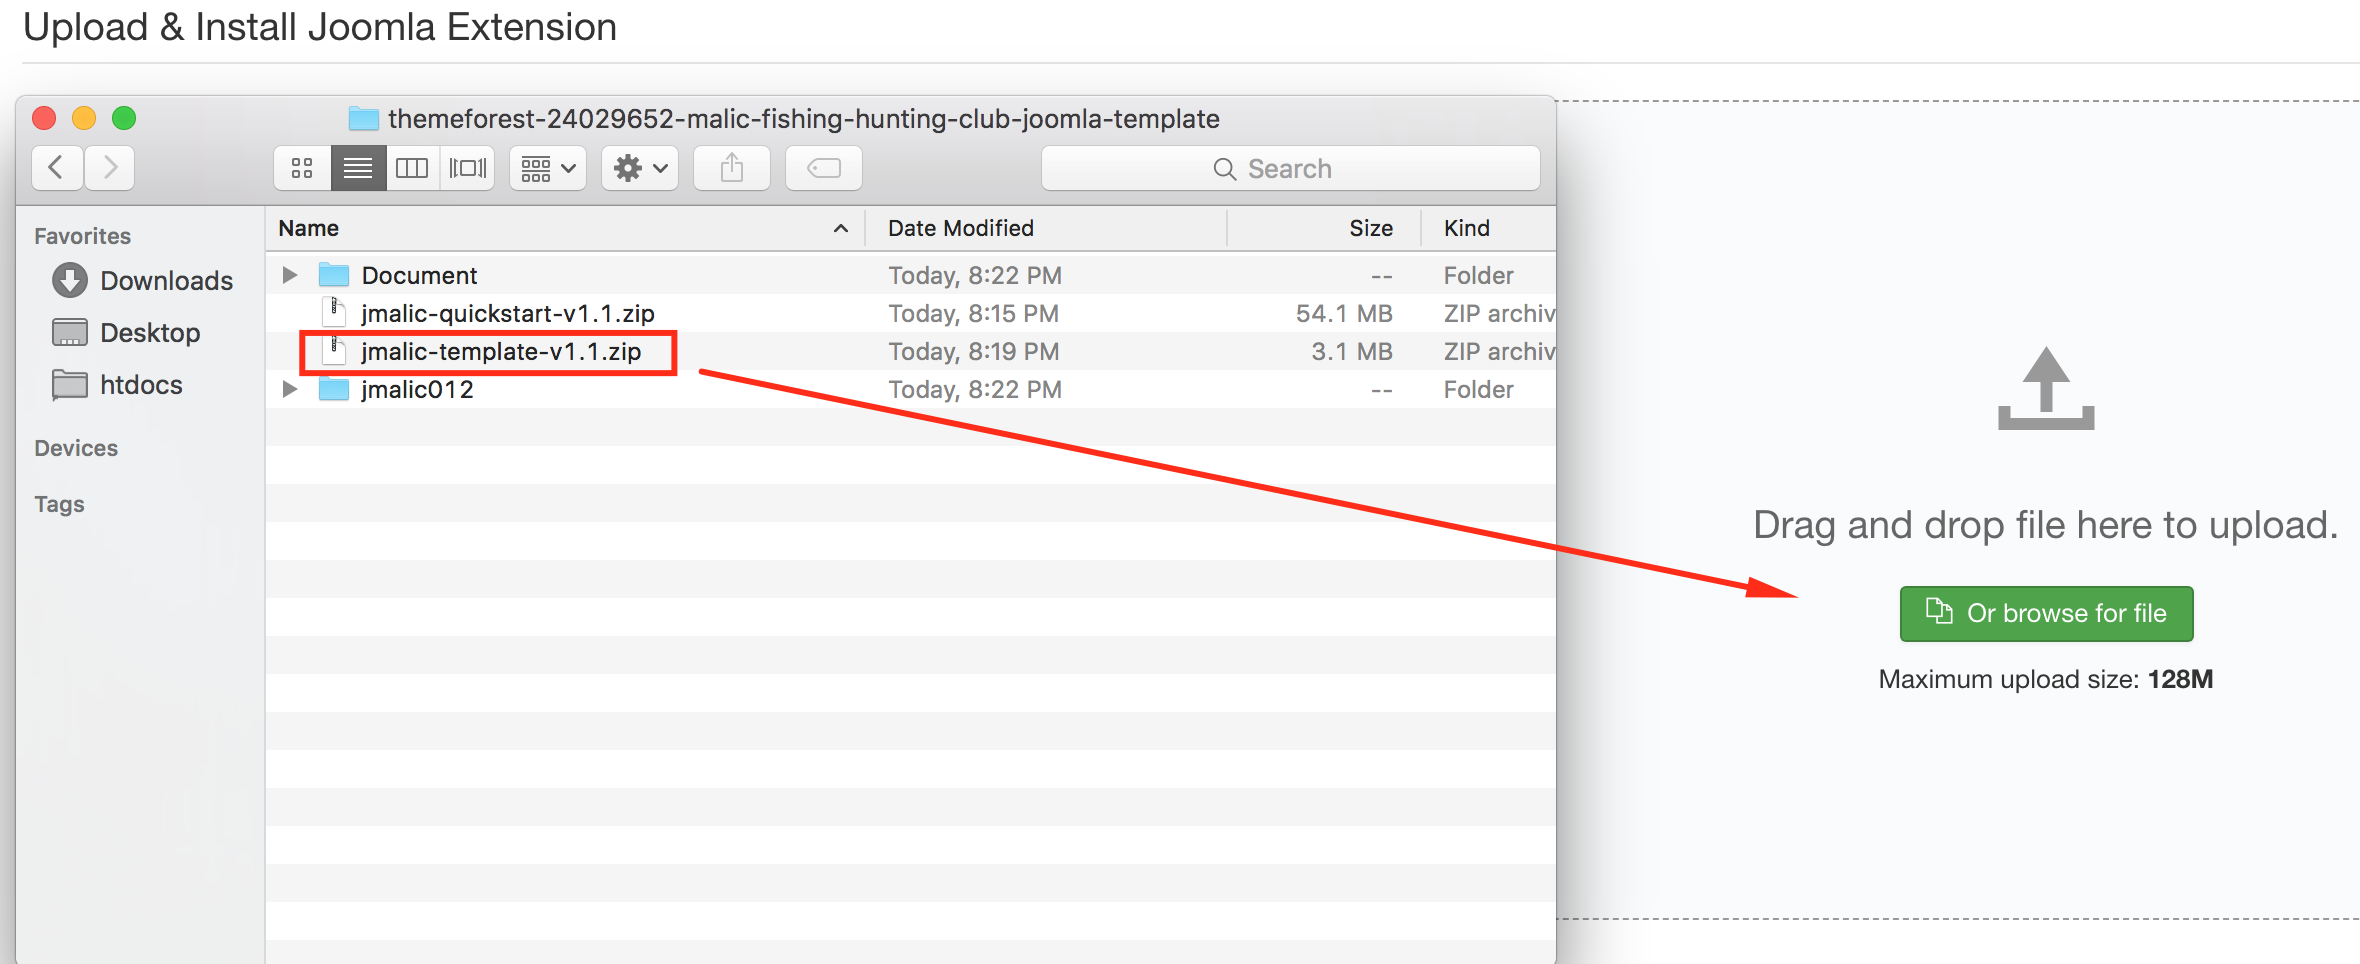 Upload & Install Joomla Extension
themeforest-24029652-malic-fishing-hunting-club-joomla-template
Search
Favorites
Downloads
Desktop
htdocs
Devices
Tags
Name Date Modified Size Kind
Document Today, 8:22 PM -- Folder
jmalic-quickstart-v1.1.zip Today, 8:15 PM 54.1 MB ZIP archiv
jmalic-template-v1.1.zip Today, 8:19 PM 3.1 MB ZIP archiv
jmalic012 Today, 8:22 PM -- Folder
Drag and drop file here to upload.
Or browse for file
Maximum upload size: 128M